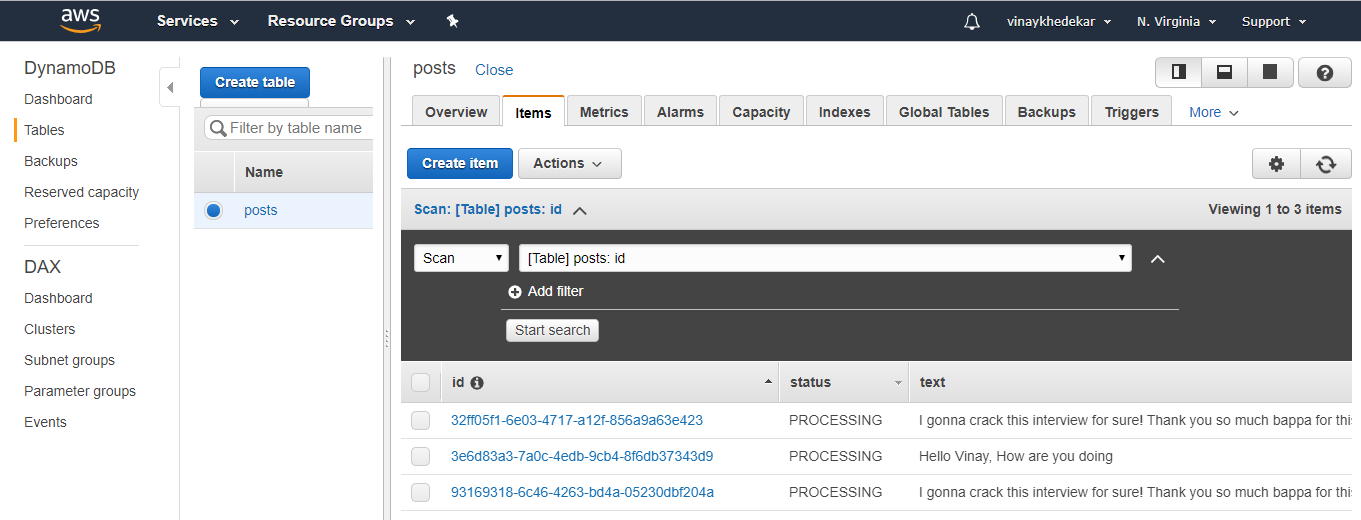 aws Services Resource Groups vinaykhedekar N. Virginia Support
DynamoDB
Dashboard
Tables
Backups
Reserved capacity
Preferences
DAX
Dashboard
Clusters
Subnet groups
Parameter groups
Events
Create table
Filter by table name
Name
posts
posts Close
Overview Items Metrics Alarms Capacity Indexes Global Tables Backups Triggers More
Create item Actions
Scan: [Table] posts: id Viewing 1 to 3 items
Scan [Table] posts: id
Add filter
Start search
id status text
32ff05f1-6e03-4717-a12f-856a9a63e423 PROCESSING I gonna crack this interview for sure! Thank you so much bappa for this
3e6d83a3-7a0c-4edb-9cb4-8f6db37343d9 PROCESSING Hello Vinay, How are you doing
93169318-6c46-4263-bd4a-05230dbf204a PROCESSING I gonna crack this interview for sure! Thank you so much bappa for this